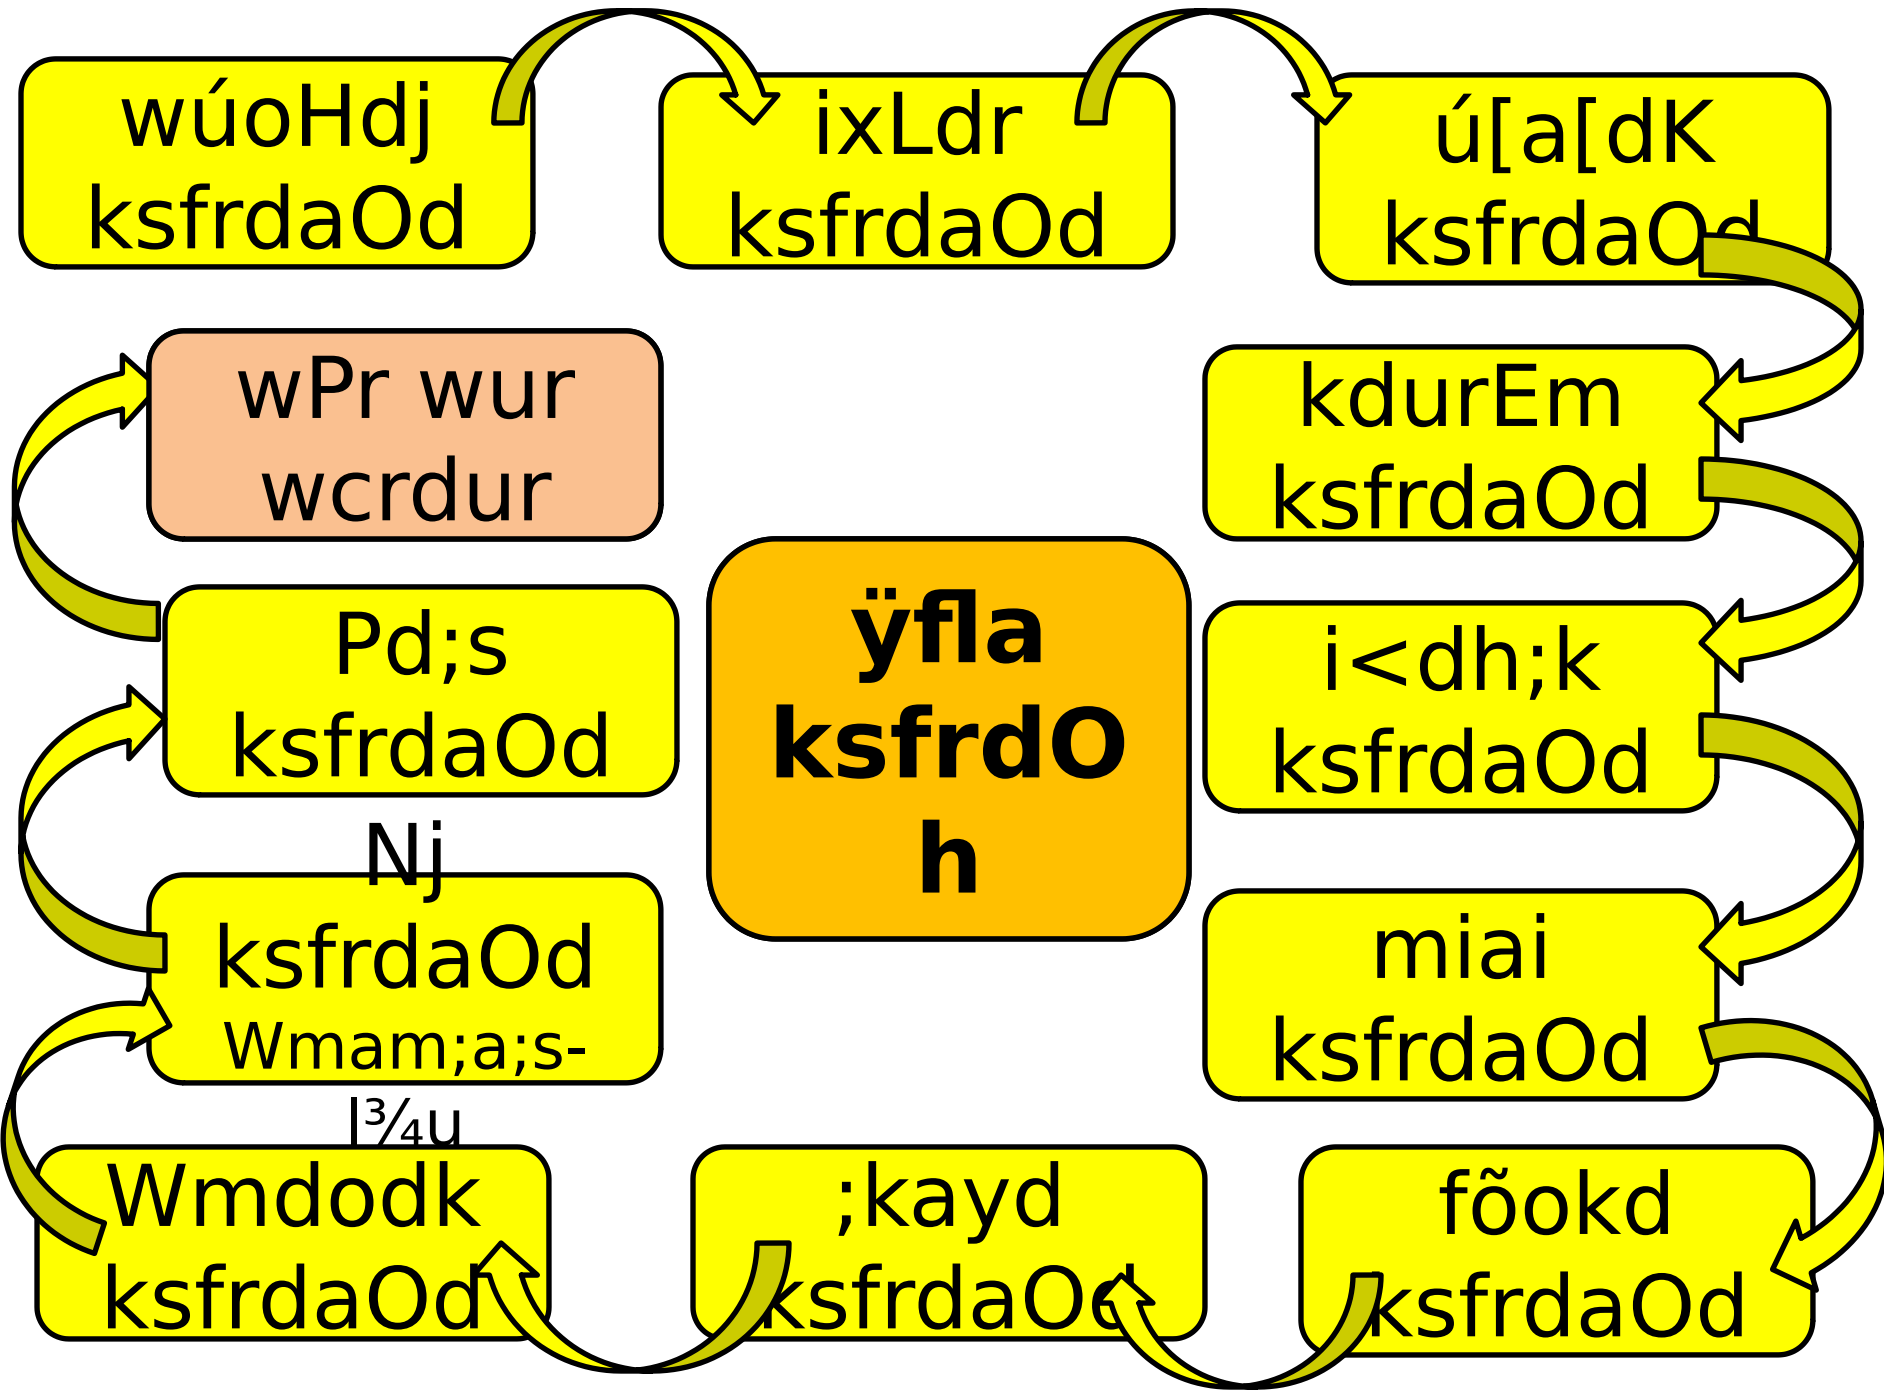 wúoHdj
ksfrdaOd
ixLdr
ksfrdaOd
ú[a[dK
ksfrdaOd
kdurEm
ksfrdaOd
i<dh;k
ksfrdaOd
miai
ksfrdaOd
fõokd
ksfrdaOd
;kayd
ksfrdaOd
Wmdodk
ksfrdaOd
Nj
ksfrdaOd
Wmam;a;s-
l¾u
Pd;s
ksfrdaOd
wPr wur
wcrdur
ÿfla
ksfrdO
h